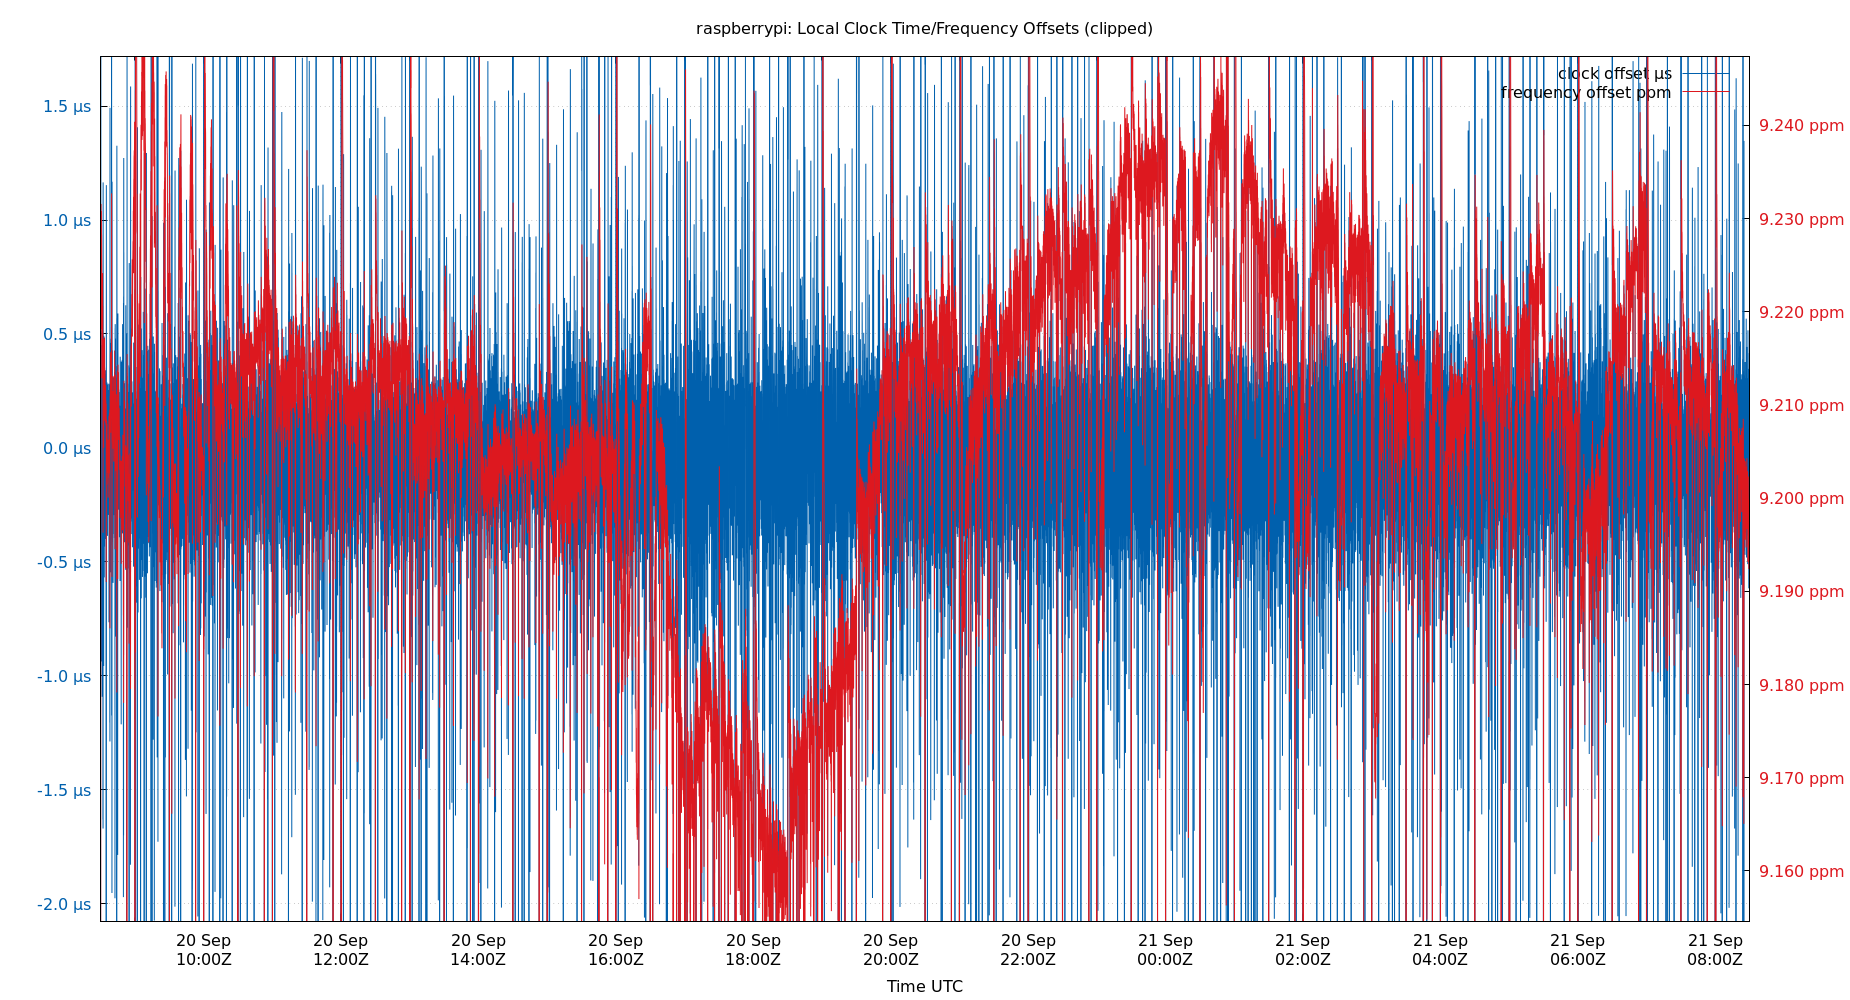 raspberrypi: Local Clock Time/Frequency Offsets (clipped)
clock offset µs
frequency offset ppm
1.5 µs
1.0 µs
0.5 µs
0.0 µs
-0.5 µs
-1.0 µs
-1.5 µs
-2.0 µs
9.240 ppm
9.230 ppm
9.220 ppm
9.210 ppm
9.200 ppm
9.190 ppm
9.180 ppm
9.170 ppm
9.160 ppm
20 Sep 20 Sep 20 Sep 20 Sep 20 Sep 20 Sep 20 Sep 21 Sep 21 Sep 21 Sep 21 Sep 21 Sep
10:00Z 12:00Z 14:00Z 16:00Z 18:00Z 20:00Z 22:00Z 00:00Z 02:00Z 04:00Z 06:00Z 08:00Z
Time UTC